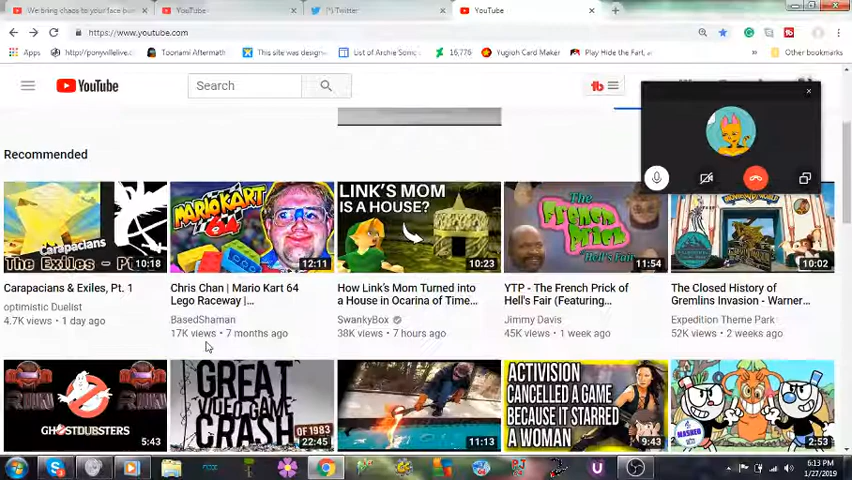 We bring chaos to your face bu
YouTube
(*) Twitter
YouTube
https://www.youtube.com
Apps
http://ponyvillelive.c
Toonami Aftermath
This site was design
List of Archie Sonic
16,776
Yugioh Card Maker
Play Hide the Fart, a
Other bookmarks
YouTube
Search
Recommended
Carapacians
The Exiles - Pt
10:18
MARIO KART
64
12:11
LINK'S MOM
IS A HOUSE?
10:23
The
French
Prick
of
Hell's Fair
11:54
10:02
Carapacians & Exiles, Pt. 1
optimistic Duelist
4.7K views • 1 day ago
Chris Chan | Mario Kart 64
Lego Raceway |...
BasedShaman
17K views • 7 months ago
How Link's Mom Turned into
a House in Ocarina of Time...
SwankyBox
38K views • 7 hours ago
YTP - The French Prick of
Hell's Fair (Featuring...
Jimmy Davis
45K views • 1 week ago
The Closed History of
Gremlins Invasion - Warner...
Expedition Theme Park
52K views • 2 weeks ago
GHOSTDUBSTERS
5:43
GREAT
VIDEO GAME
CRASH
OF 1983
22:45
11:13
ACTIVISION
CANCELLED A GAME
BECAUSE IT STARRED
A WOMAN
9:43
MASHED
2:53
6:13 PM
1/27/2019